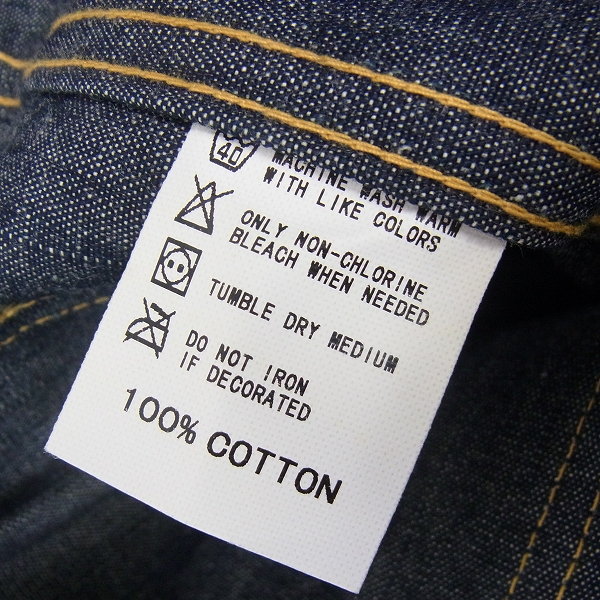 40
MACHINE WASH WARM
WITH LIKE COLORS
ONLY NON-CHLORINE
BLEACH WHEN NEEDED
TUMBLE DRY MEDIUM
DO NOT IRON
IF DECORATED
100% COTTON